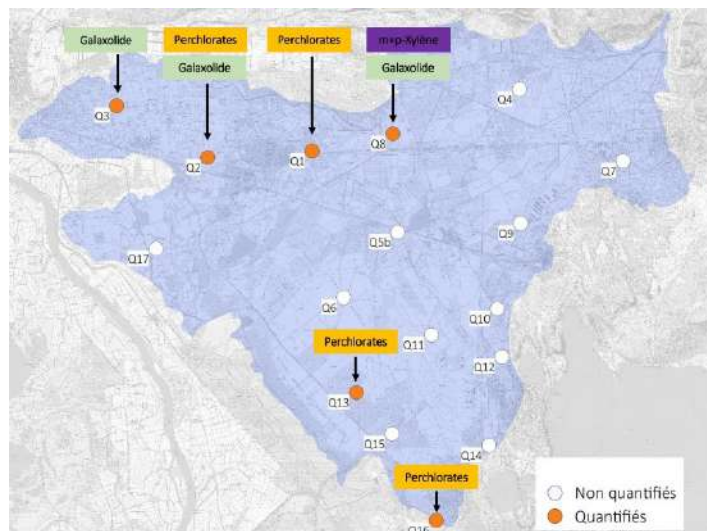 Galaxolide
Perchlorates
Perchlorates
m+p-Xylène
Galaxolide
Galaxolide
Q4
Q3
Q8
Q1
Q2
Q7
Q9
Q5b
Q17
Q6
Q10
Q11
Perchlorates
Q12
Q13
Q15
Q14
Perchlorates
Non quantifiés
Quantifiés
Q16